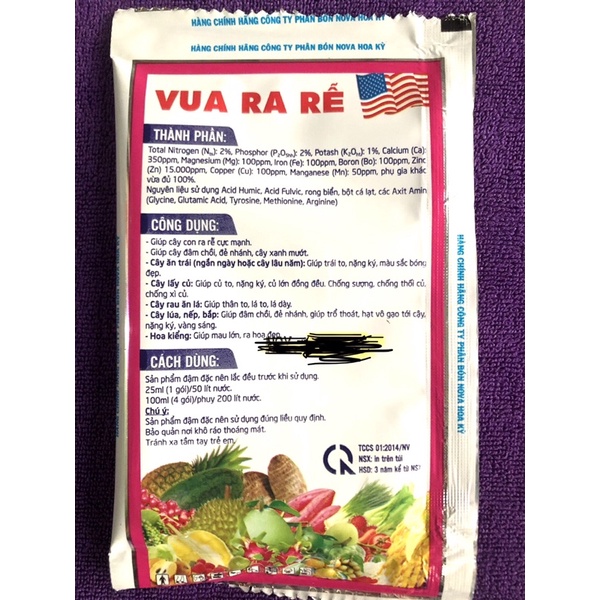 HÀNG CHÍNH HÃNG CÔNG TY PHÂN BÓN NOVA HOA KỲ
HÀNG CHÍNH HÃNG CÔNG TY PHÂN BÓN NOVA HOA KỲ
VUA RA RỄ
THÀNH PHẦN:
Total Nitrogen (Nts): 2%, Phosphor (P2O5hh): 2%, Potash (K2Ohh): 1%, Calcium (Ca):
350ppm, Magnesium (Mg): 100ppm, Iron (Fe): 100ppm, Boron (Bo): 100ppm, Zinc
(Zn) 15.000ppm, Copper (Cu): 100ppm, Manganese (Mn): 50ppm, phụ gia khác
vừa đủ 100%.
Nguyên liệu sử dụng Acid Humic, Acid Fulvic, rong biển, bột cá lạt, các Axit Amin
(Glycine, Glutamic Acid, Tyrosine, Methionine, Arginine)
CÔNG DỤNG:
- Giúp cây con ra rễ cực mạnh.
- Giúp cây đâm chồi, đẻ nhánh, cây xanh mướt.
- Cây ăn trái (ngắn ngày hoặc cây lâu năm): Giúp trái to, nặng ký, màu sắc bóng
đẹp.
- Cây lấy củ: Giúp củ to, nặng ký, củ lớn đồng đều. Chống sượng, chống thối củ,
chống xì củ.
- Cây rau ăn lá: Giúp thân to, lá to, lá dày.
- Cây lúa, nếp, bắp: Giúp đâm chồi, đẻ nhánh, giúp trổ thoát, hạt vô gạo tới cậy,
nặng ký, vàng sáng.
- Hoa kiểng: Giúp mau lớn, ra hoa đẹp.
CÁCH DÙNG:
Sản phẩm đậm đặc nên lắc đều trước khi sử dụng.
25ml (1 gói)/50 lít nước.
100ml (4 gói)/phuy 200 lít nước.
Chú ý:
Sản phẩm đậm đặc nên sử dụng đúng liều quy định.
Bảo quản nơi khô ráo thoáng mát.
Tránh xa tầm tay trẻ em.
TCCS 01:2014/NV
NSX: in trên túi
HSD: 3 năm kể từ NSX
HÀNG CHÍNH HÃNG CÔNG TY PHÂN BÓN NOVA HOA KỲ